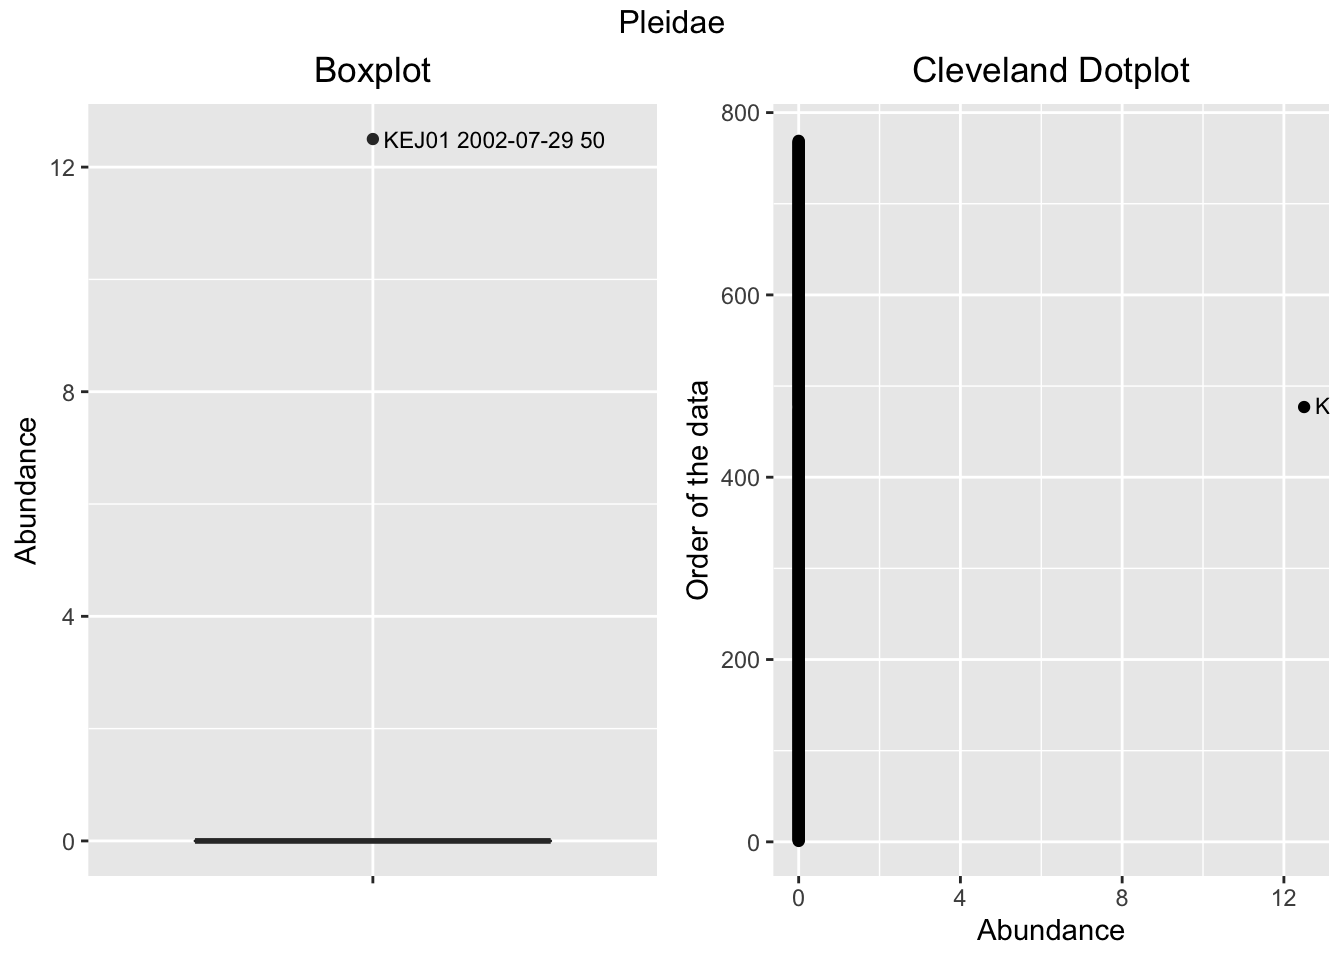 Pleidae
Boxplot
Abundance
12
8
4
0
KEJ01 2002-07-29 50
Cleveland Dotplot
Order of the data
800
600
400
200
0
K
0 4 8 12
Abundance